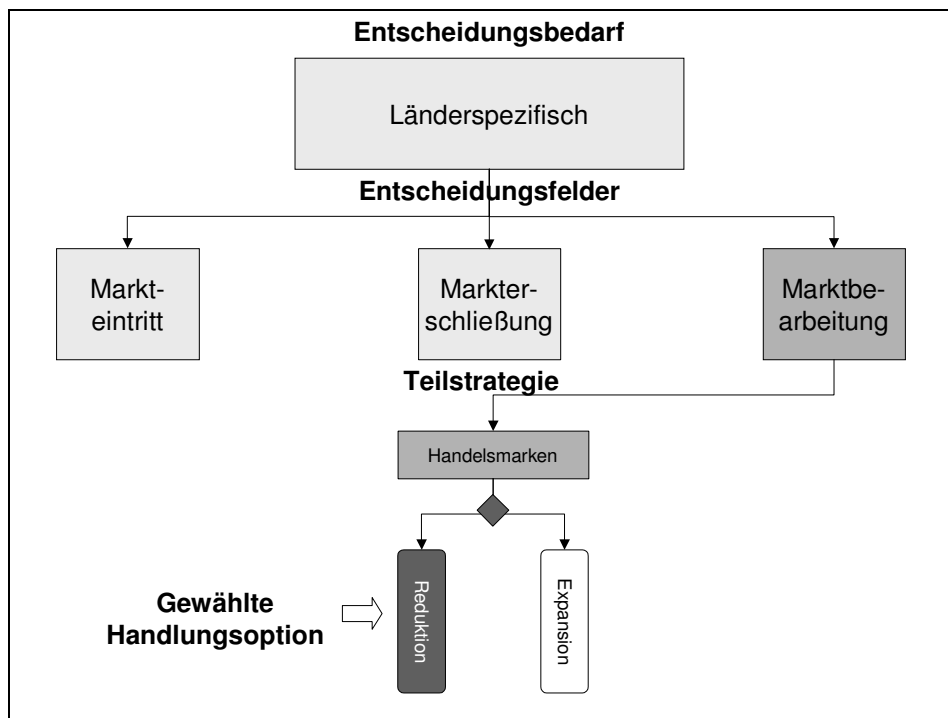 Entscheidungsbedarf
Länderspezifisch
Entscheidungsfelder
Markt-
eintritt
Markter-
schließung
Marktbe-
arbeitung
Teilstrategie
Handelsmarken
Gewählte
Handlungsoption
Reduktion
Expansion